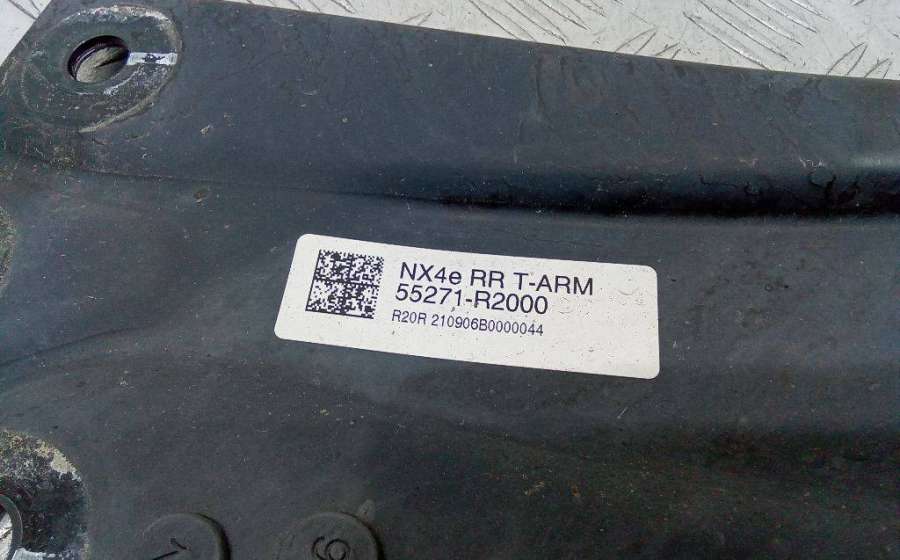 NX4e RR T-ARM
55271-R2000
R20R 210906B0000044